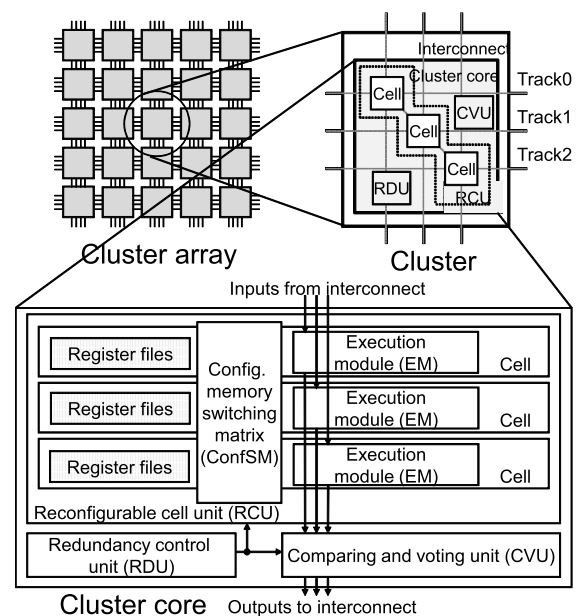 Interconnect
Cluster core
Track0
Cell
CVU
Track1
Cell
Track2
Cell
RDU
RCU
Cluster array
Cluster
Inputs from interconnect
Register files
Execution
module (EM)
Cell
Config.
memory
switching
matrix
(ConfSM)
Register files
Execution
module (EM)
Cell
Register files
Execution
module (EM)
Cell
Reconfigurable cell unit (RCU)
Redundancy control
unit (RDU)
Comparing and voting unit (CVU)
Cluster core
Outputs to interconnect